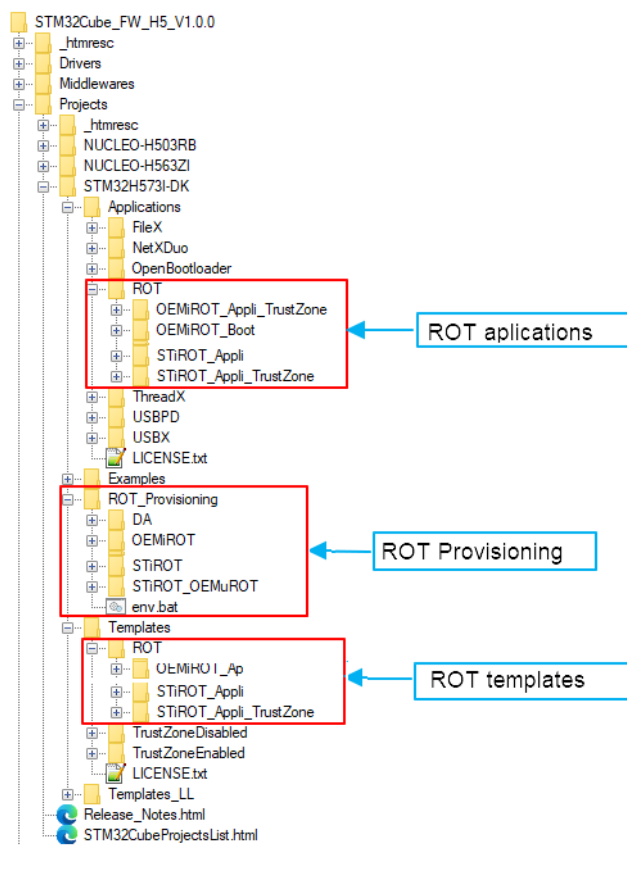 STM32Cube_FW_H5_V1.0.0
_htmresc
Drivers
Middlewares
Projects
_htmresc
NUCLEO-H503RB
NUCLEO-H563ZI
STM32H573I-DK
Applications
FileX
NetXDuo
OpenBootloader
ROT
OEMiROT_Appli_TrustZone
OEMiROT_Boot
ROT aplications
STiROT_Appli
STiROT_Appli_TrustZone
ThreadX
USBPD
USBX
LICENSE.txt
Examples
ROT_Provisioning
DA
OEMiROT
ROT Provisioning
STiROT
STiROT_OEMuROT
env.bat
Templates
ROT
OEMiROT_Ap
ROT templates
STiROT_Appli
STiROT_Appli_TrustZone
TrustZoneDisabled
TrustZoneEnabled
LICENSE.txt
Templates_LL
Release_Notes.html
STM32CubeProjectsList.html